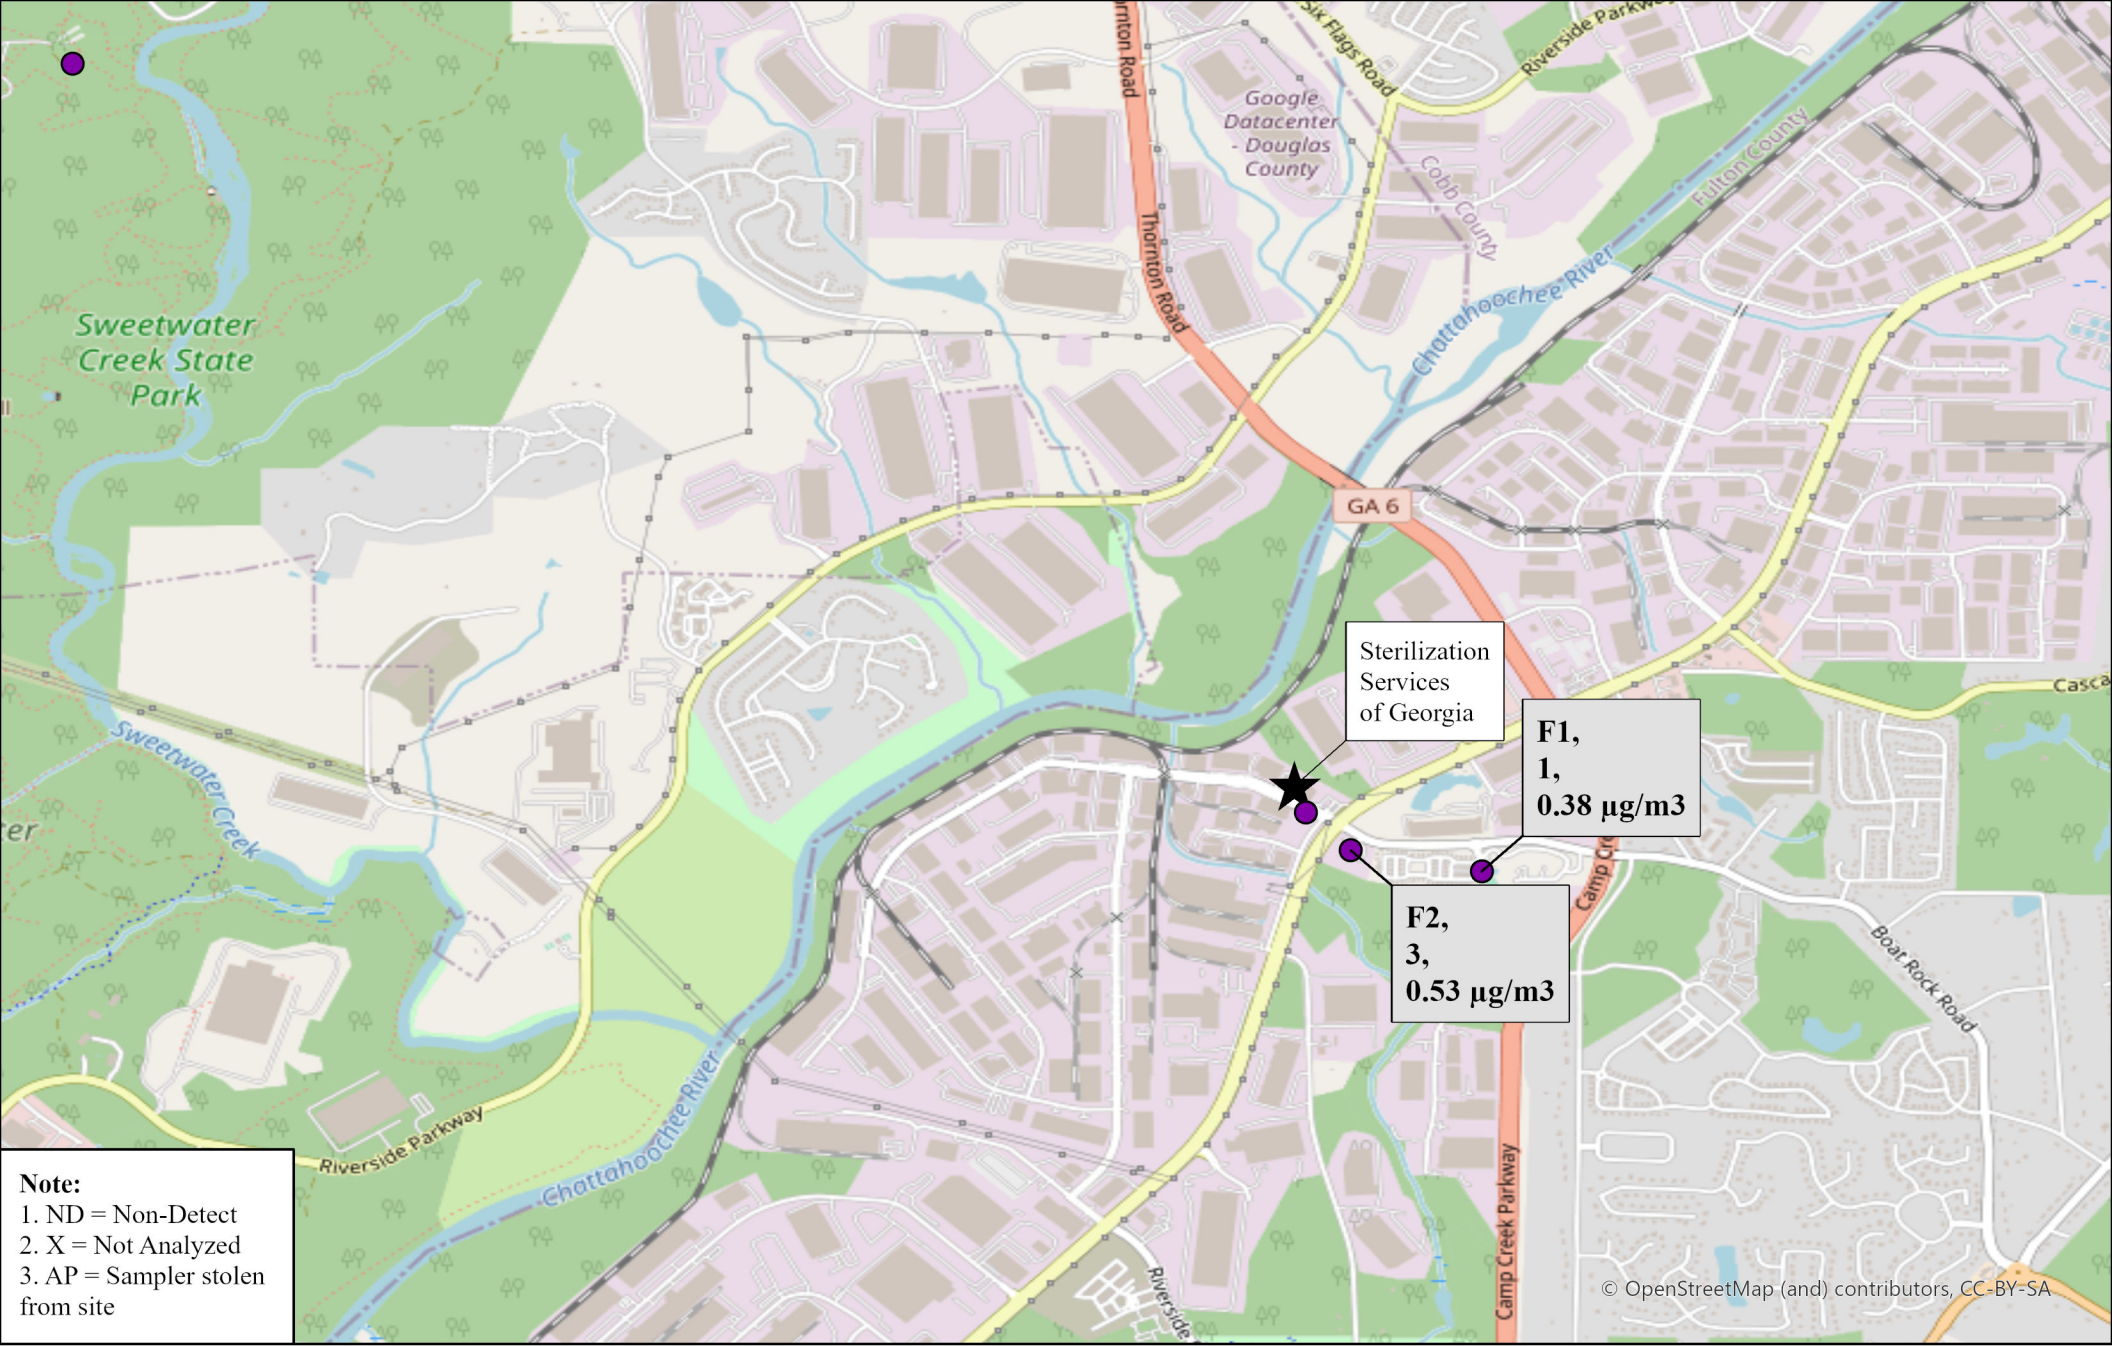 Thornton Road
Six Flags Road
Riverside Parkway
Google
Datacenter
- Douglas
County
Cobb County
Fulton County
Thornton Road
Chattahoochee River
Sweetwater
Creek State
Park
GA 6
Sterilization
Services
of Georgia
F1,
1,
0.38 µg/m3
Sweetwater Creek
F2,
3,
0.53 µg/m3
Boat Rock Road
Riverside Parkway
Chattahoochee River
Camp Creek Parkway
Note:
1. ND = Non-Detect
2. X = Not Analyzed
3. AP = Sampler stolen
from site
Riverside
© OpenStreetMap (and) contributors, CC-BY-SA